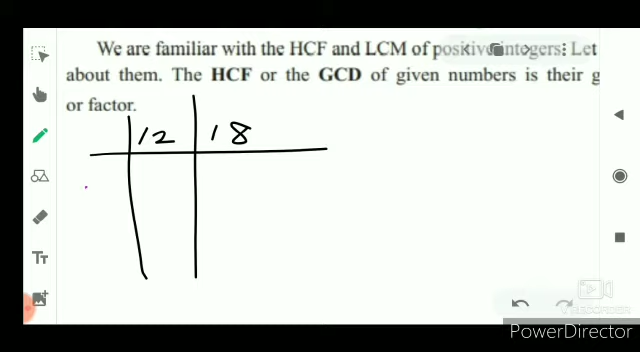 We are familiar with the HCF and LCM of positive integers. Let
about them. The HCF or the GCD of given numbers is their g
or factor.
12 18
Tт
PowerDirector